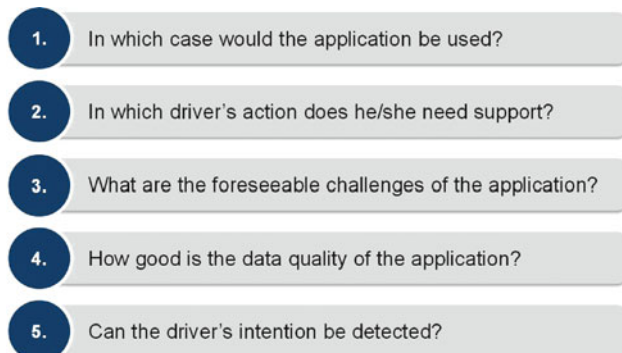 1. In which case would the application be used?
2. In which driver's action does he/she need support?
3. What are the foreseeable challenges of the application?
4. How good is the data quality of the application?
5. Can the driver's intention be detected?